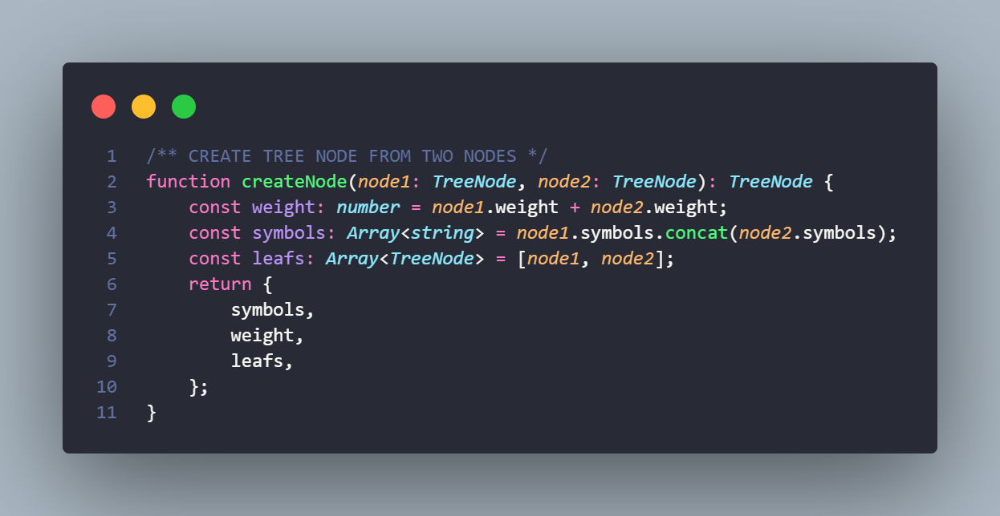 1 /** CREATE TREE NODE FROM TWO NODES */
2 function createNode(node1: TreeNode, node2: TreeNode): TreeNode {
3     const weight: number = node1.weight + node2.weight;
4     const symbols: Array<string> = node1.symbols.concat(node2.symbols);
5     const leafs: Array<TreeNode> = [node1, node2];
6     return {
7         symbols,
8         weight,
9         leafs,
10     };
11 }